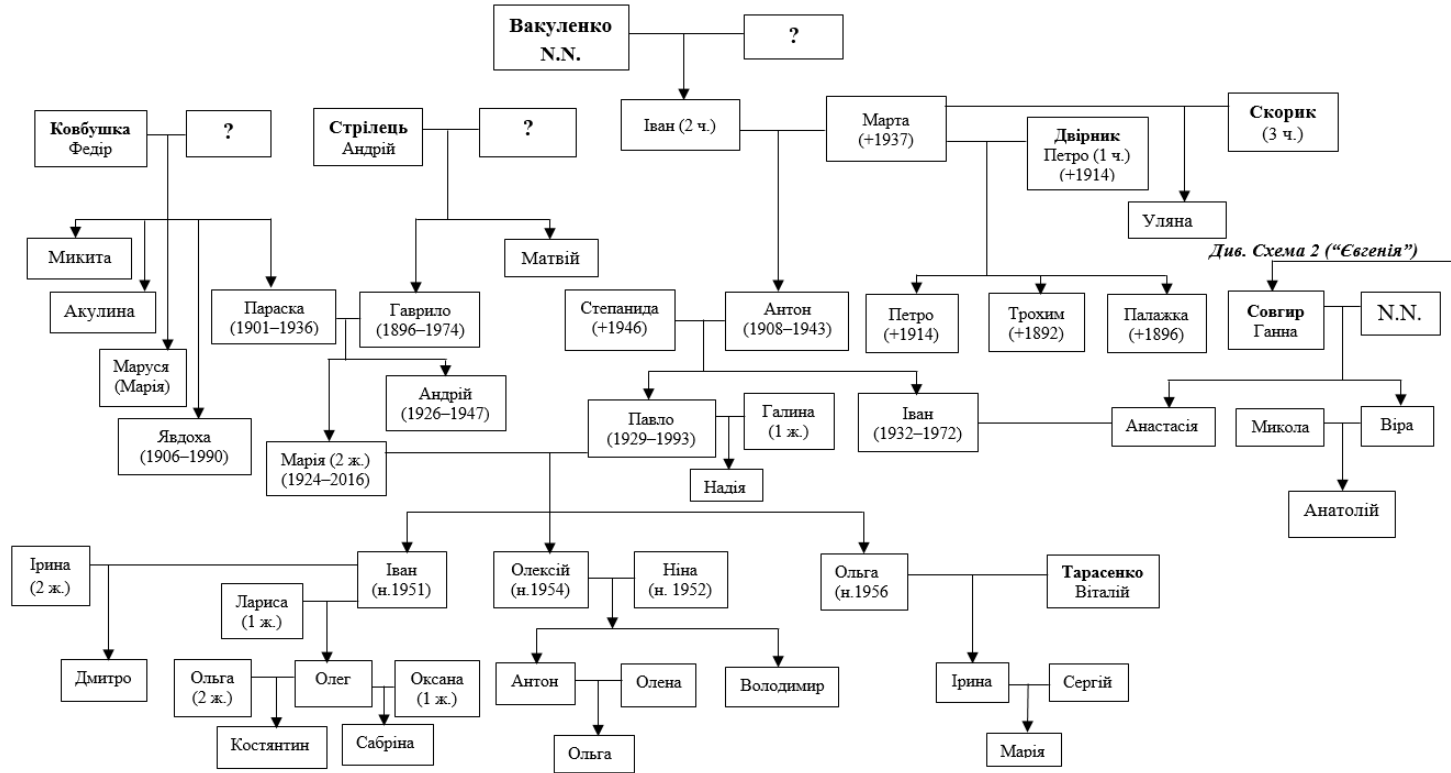 Вакуленко
N.N.
?
Ковбушка
Федір
?
Стрілець
Андрій
?
Іван (2 ч.)
Марта
(+1937)
Двірник
Петро (1 ч.)
(+1914)
Скорик
(3 ч.)
Уляна
Див. Схема 2 (“Євгенія”)
Микита
Акулина
Маруся
(Марія)
Явдоха
(1906–1990)
Параска
(1901–1936)
Гаврило
(1896–1974)
Матвій
Степанида
(+1946)
Антон
(1908–1943)
Петро
(+1914)
Трохим
(+1892)
Палажка
(+1896)
Совгир
Ганна
N.N.
Андрій
(1926–1947)
Марія (2 ж.)
(1924–2016)
Павло
(1929–1993)
Галина
(1 ж.)
Надія
Іван
(1932–1972)
Анастасія
Микола
Віра
Анатолій
Ірина
(2 ж.)
Іван
(н.1951)
Лариса
(1 ж.)
Олексій
(н.1954)
Ніна
(н. 1952)
Ольга
(н.1956
Тарасенко
Віталій
Дмитро
Ольга
(2 ж.)
Олег
Оксана
(1 ж.)
Костянтин
Сабріна
Антон
Олена
Володимир
Ольга
Ірина
Сергій
Марія